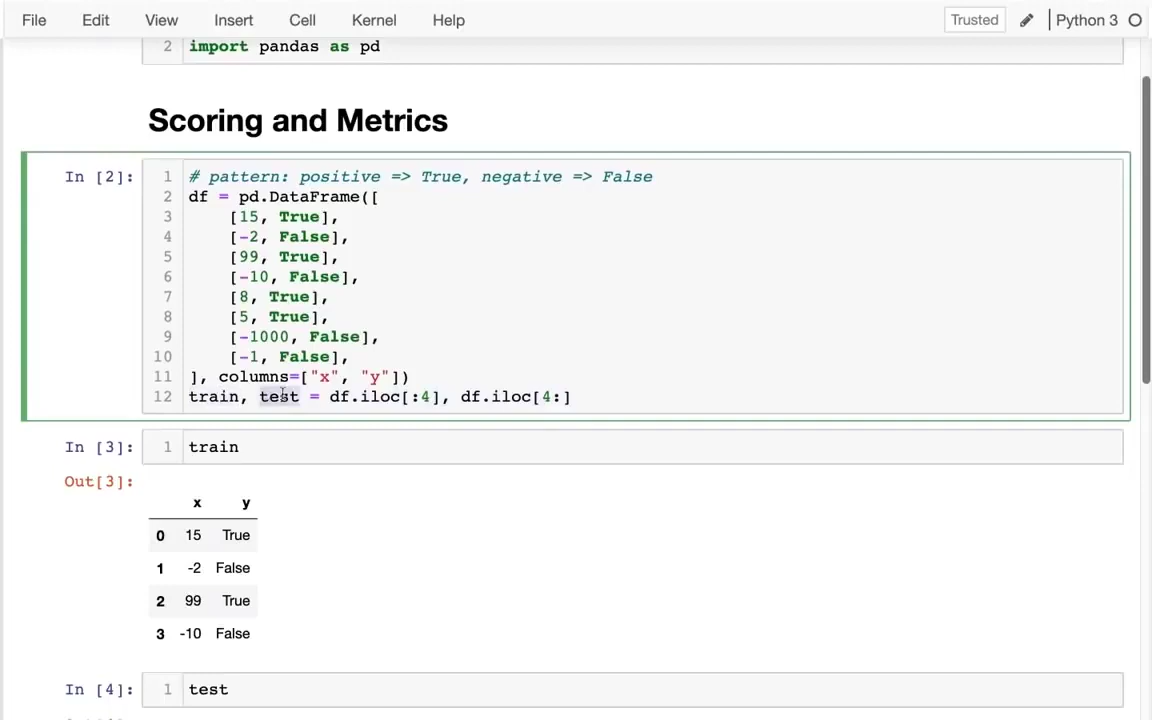 File Edit View Insert Cell Kernel Help Trusted Python 3
2 import pandas as pd
Scoring and Metrics
In [2]: 1 # pattern: positive => True, negative => False
2 df = pd.DataFrame([
3 [15, True],
4 [-2, False],
5 [99, True],
6 [-10, False],
7 [8, True],
8 [5, True],
9 [-1000, False],
10 [-1, False],
11 ], columns=["x", "y"])
12 train, test = df.iloc[:4], df.iloc[4:]
In [3]: 1 train
Out[3]:
x y
0 15 True
1 -2 False
2 99 True
3 -10 False
In [4]: 1 test